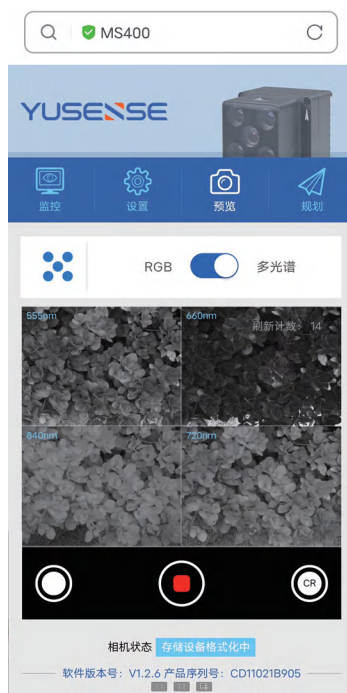 MS400
YUSENSE
监控 设置 预览 规划
RGB 多光谱
555nm 660nm
刷新计数: 14
840nm 720nm
CR
相机状态 存储设备格式化中
软件版本号: V1.2.6 产品序列号: CD11021B905